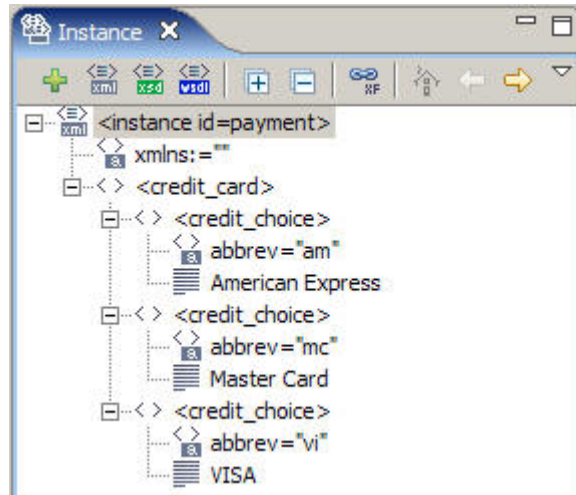 Instance
xml xsd wsdl XF
xml <instance id=payment>
a xmlns:=""
<> <credit_card>
<> <credit_choice>
a abbrev="am"
American Express
<> <credit_choice>
a abbrev="mc"
Master Card
<> <credit_choice>
a abbrev="vi"
VISA